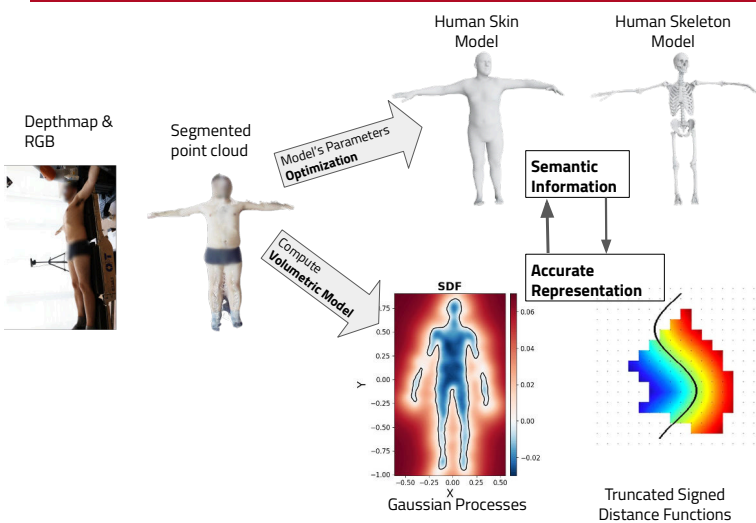 Human Skin
Model
Human Skeleton
Model
Depthmap &
RGB
Segmented
point cloud
Model's Parameters
Optimization
Semantic
Information
Compute
Volumetric Model
Accurate
Representation
SDF
0.75
0.50
0.25
0.00
−0.25
−0.50
−0.75
−1.00
Y
−0.50 −0.25 0.00 0.25 0.50
X
0.06
0.04
0.02
0.00
−0.02
Gaussian Processes
Truncated Signed
Distance Functions